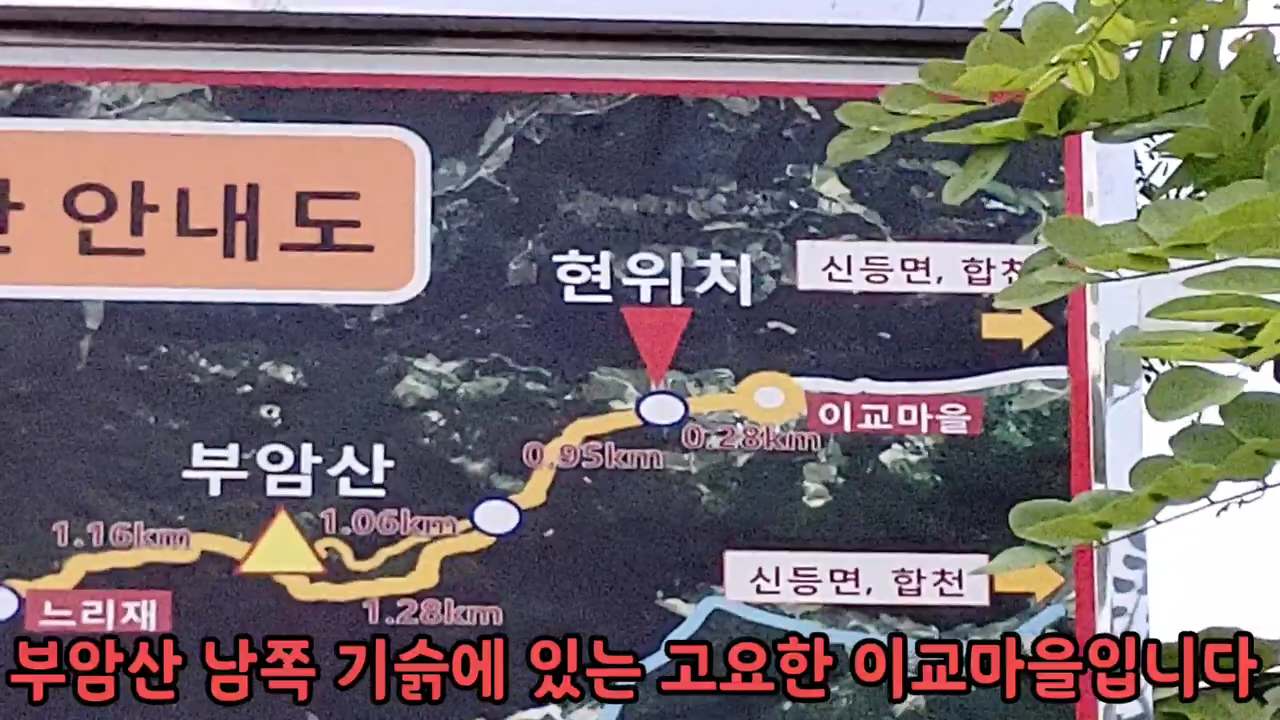 안내도
현위치
신등면, 합천
이교마을
0.28km
0.95km
부암산
1.06km
1.16km
신등면, 합천
1.28km
느리재
부암산 남쪽 기슭에 있는 고요한 이교마을입니다